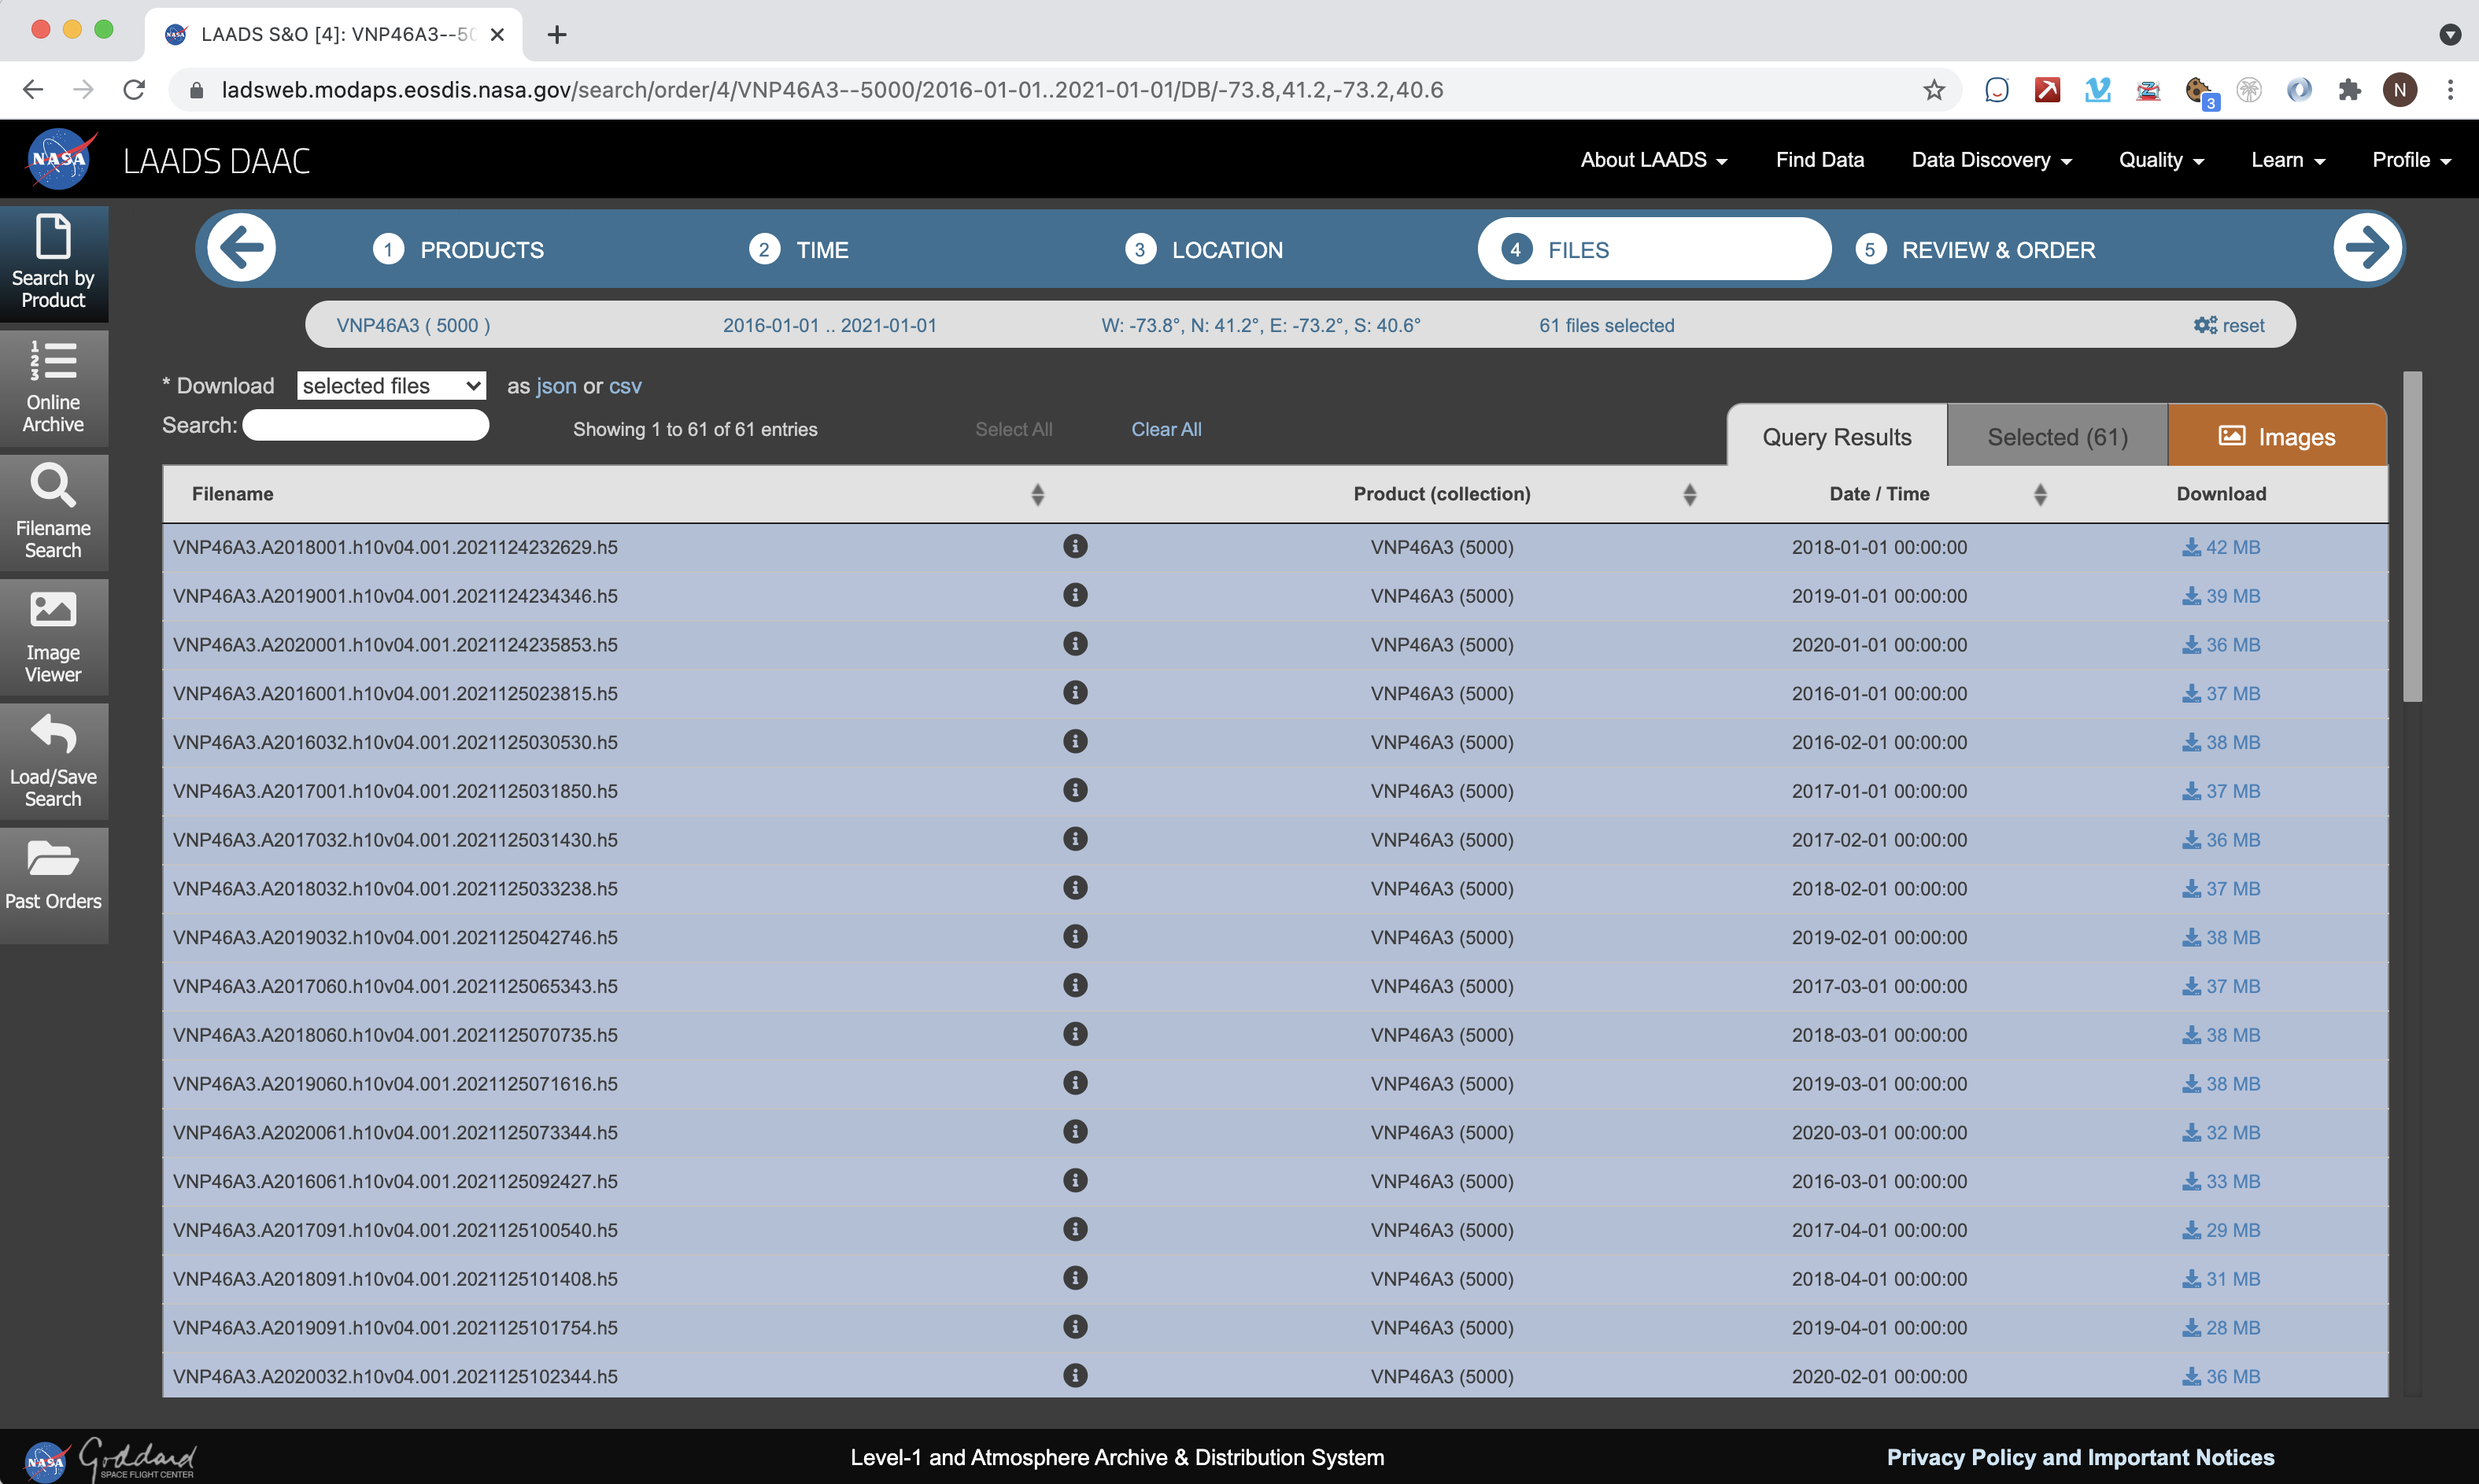 LAADS S&O [4]: VNP46A3--50
ladsweb.modaps.eosdis.nasa.gov/search/order/4/VNP46A3--5000/2016-01-01..2021-01-01/DB/-73.8,41.2,-73.2,40.6
3
N
NASA LAADS DAAC
About LAADS Find Data Data Discovery Quality Learn Profile
Search by
Product
Online
Archive
Filename
Search
Image
Viewer
Load/Save
Search
Past Orders
1 PRODUCTS 2 TIME 3 LOCATION 4 FILES 5 REVIEW & ORDER
VNP46A3 ( 5000 ) 2016-01-01 .. 2021-01-01 W: -73.8°, N: 41.2°, E: -73.2°, S: 40.6° 61 files selected reset
* Download selected files as json or csv
Search: Showing 1 to 61 of 61 entries Select All Clear All
Query Results Selected (61) Images
Filename Product (collection) Date / Time Download
VNP46A3.A2018001.h10v04.001.2021124232629.h5 VNP46A3 (5000) 2018-01-01 00:00:00 42 MB
VNP46A3.A2019001.h10v04.001.2021124234346.h5 VNP46A3 (5000) 2019-01-01 00:00:00 39 MB
VNP46A3.A2020001.h10v04.001.2021124235853.h5 VNP46A3 (5000) 2020-01-01 00:00:00 36 MB
VNP46A3.A2016001.h10v04.001.2021125023815.h5 VNP46A3 (5000) 2016-01-01 00:00:00 37 MB
VNP46A3.A2016032.h10v04.001.2021125030530.h5 VNP46A3 (5000) 2016-02-01 00:00:00 38 MB
VNP46A3.A2017001.h10v04.001.2021125031850.h5 VNP46A3 (5000) 2017-01-01 00:00:00 37 MB
VNP46A3.A2017032.h10v04.001.2021125031430.h5 VNP46A3 (5000) 2017-02-01 00:00:00 36 MB
VNP46A3.A2018032.h10v04.001.2021125033238.h5 VNP46A3 (5000) 2018-02-01 00:00:00 37 MB
VNP46A3.A2019032.h10v04.001.2021125042746.h5 VNP46A3 (5000) 2019-02-01 00:00:00 38 MB
VNP46A3.A2017060.h10v04.001.2021125065343.h5 VNP46A3 (5000) 2017-03-01 00:00:00 37 MB
VNP46A3.A2018060.h10v04.001.2021125070735.h5 VNP46A3 (5000) 2018-03-01 00:00:00 38 MB
VNP46A3.A2019060.h10v04.001.2021125071616.h5 VNP46A3 (5000) 2019-03-01 00:00:00 38 MB
VNP46A3.A2020061.h10v04.001.2021125073344.h5 VNP46A3 (5000) 2020-03-01 00:00:00 32 MB
VNP46A3.A2016061.h10v04.001.2021125092427.h5 VNP46A3 (5000) 2016-03-01 00:00:00 33 MB
VNP46A3.A2017091.h10v04.001.2021125100540.h5 VNP46A3 (5000) 2017-04-01 00:00:00 29 MB
VNP46A3.A2018091.h10v04.001.2021125101408.h5 VNP46A3 (5000) 2018-04-01 00:00:00 31 MB
VNP46A3.A2019091.h10v04.001.2021125101754.h5 VNP46A3 (5000) 2019-04-01 00:00:00 28 MB
VNP46A3.A2020032.h10v04.001.2021125102344.h5 VNP46A3 (5000) 2020-02-01 00:00:00 36 MB
NASA Goddard
SPACE FLIGHT CENTER
Level-1 and Atmosphere Archive & Distribution System
Privacy Policy and Important Notices